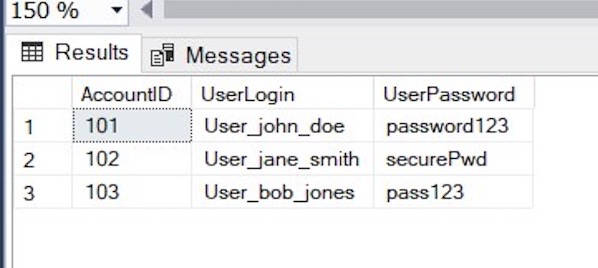 150 %
Results Messages
AccountID UserLogin UserPassword
1 101 User_john_doe password123
2 102 User_jane_smith securePwd
3 103 User_bob_jones pass123